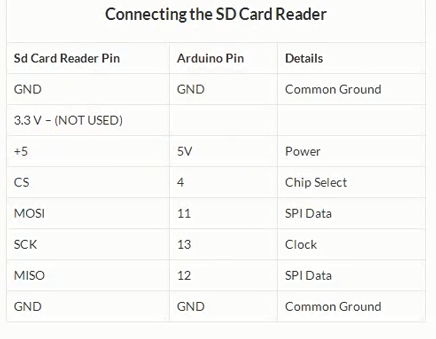 Connecting the SD Card Reader
Sd Card Reader Pin Arduino Pin Details
GND GND Common Ground
3.3 V – (NOT USED)
+5 5V Power
CS 4 Chip Select
MOSI 11 SPI Data
SCK 13 Clock
MISO 12 SPI Data
GND GND Common Ground